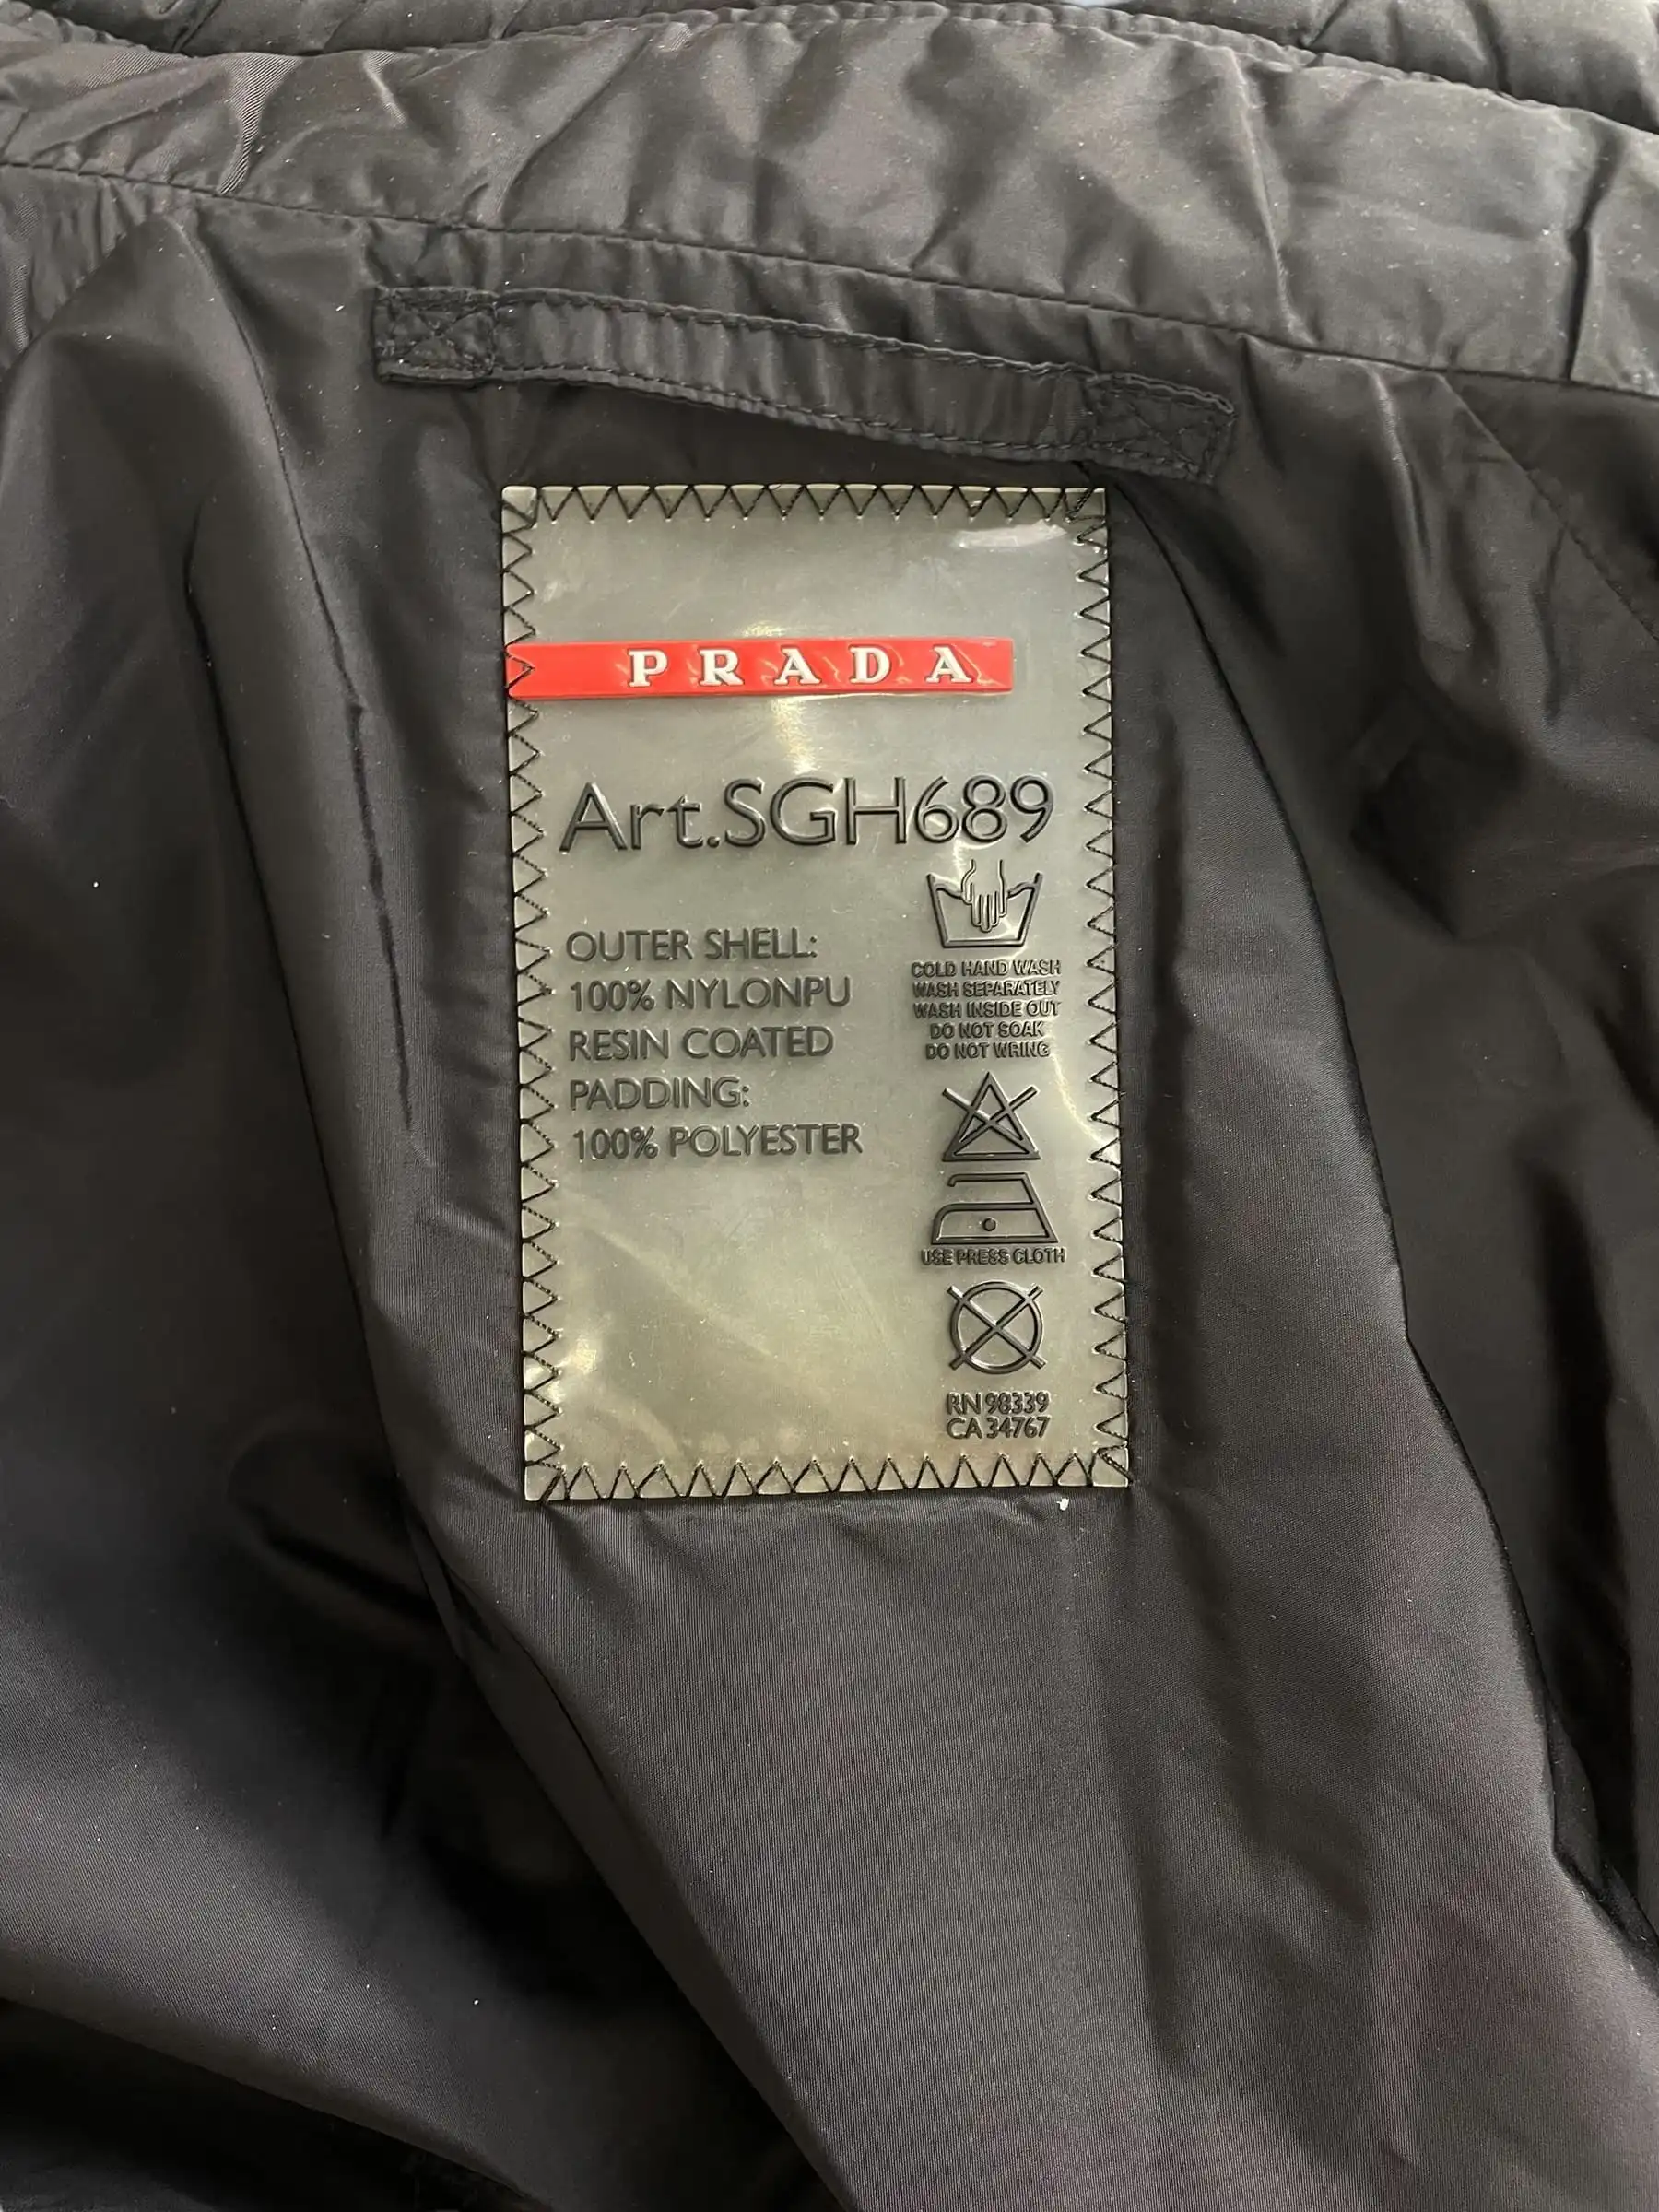 PRADA
Art.SGH689
OUTER SHELL:
100% NYLONPU
RESIN COATED
PADDING:
100% POLYESTER
COLD HAND WASH
WASH SEPARATELY
WASH INSIDE OUT
DO NOT SOAK
DO NOT WRING
USE PRESS CLOTH
RN 98339
CA 34767